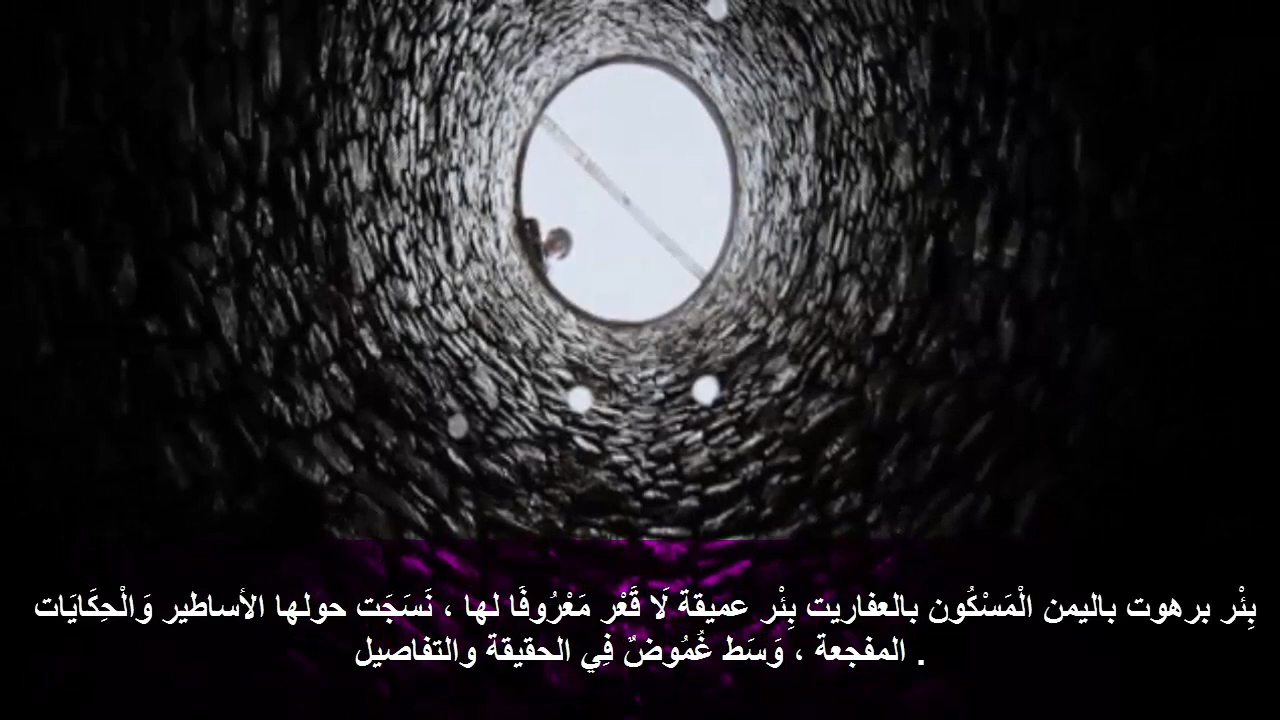 بِئْر برهوت باليمن الْمَسْكُون بالعفاريت بِئْر عميقة لَا قَعْر مَعْرُوفًا لها ، نَسَجَت حولها الأساطير وَالْحِكَايَات
المفجعة ، وَسَط غُمُوضٌ فِي الحقيقة والتفاصيل .